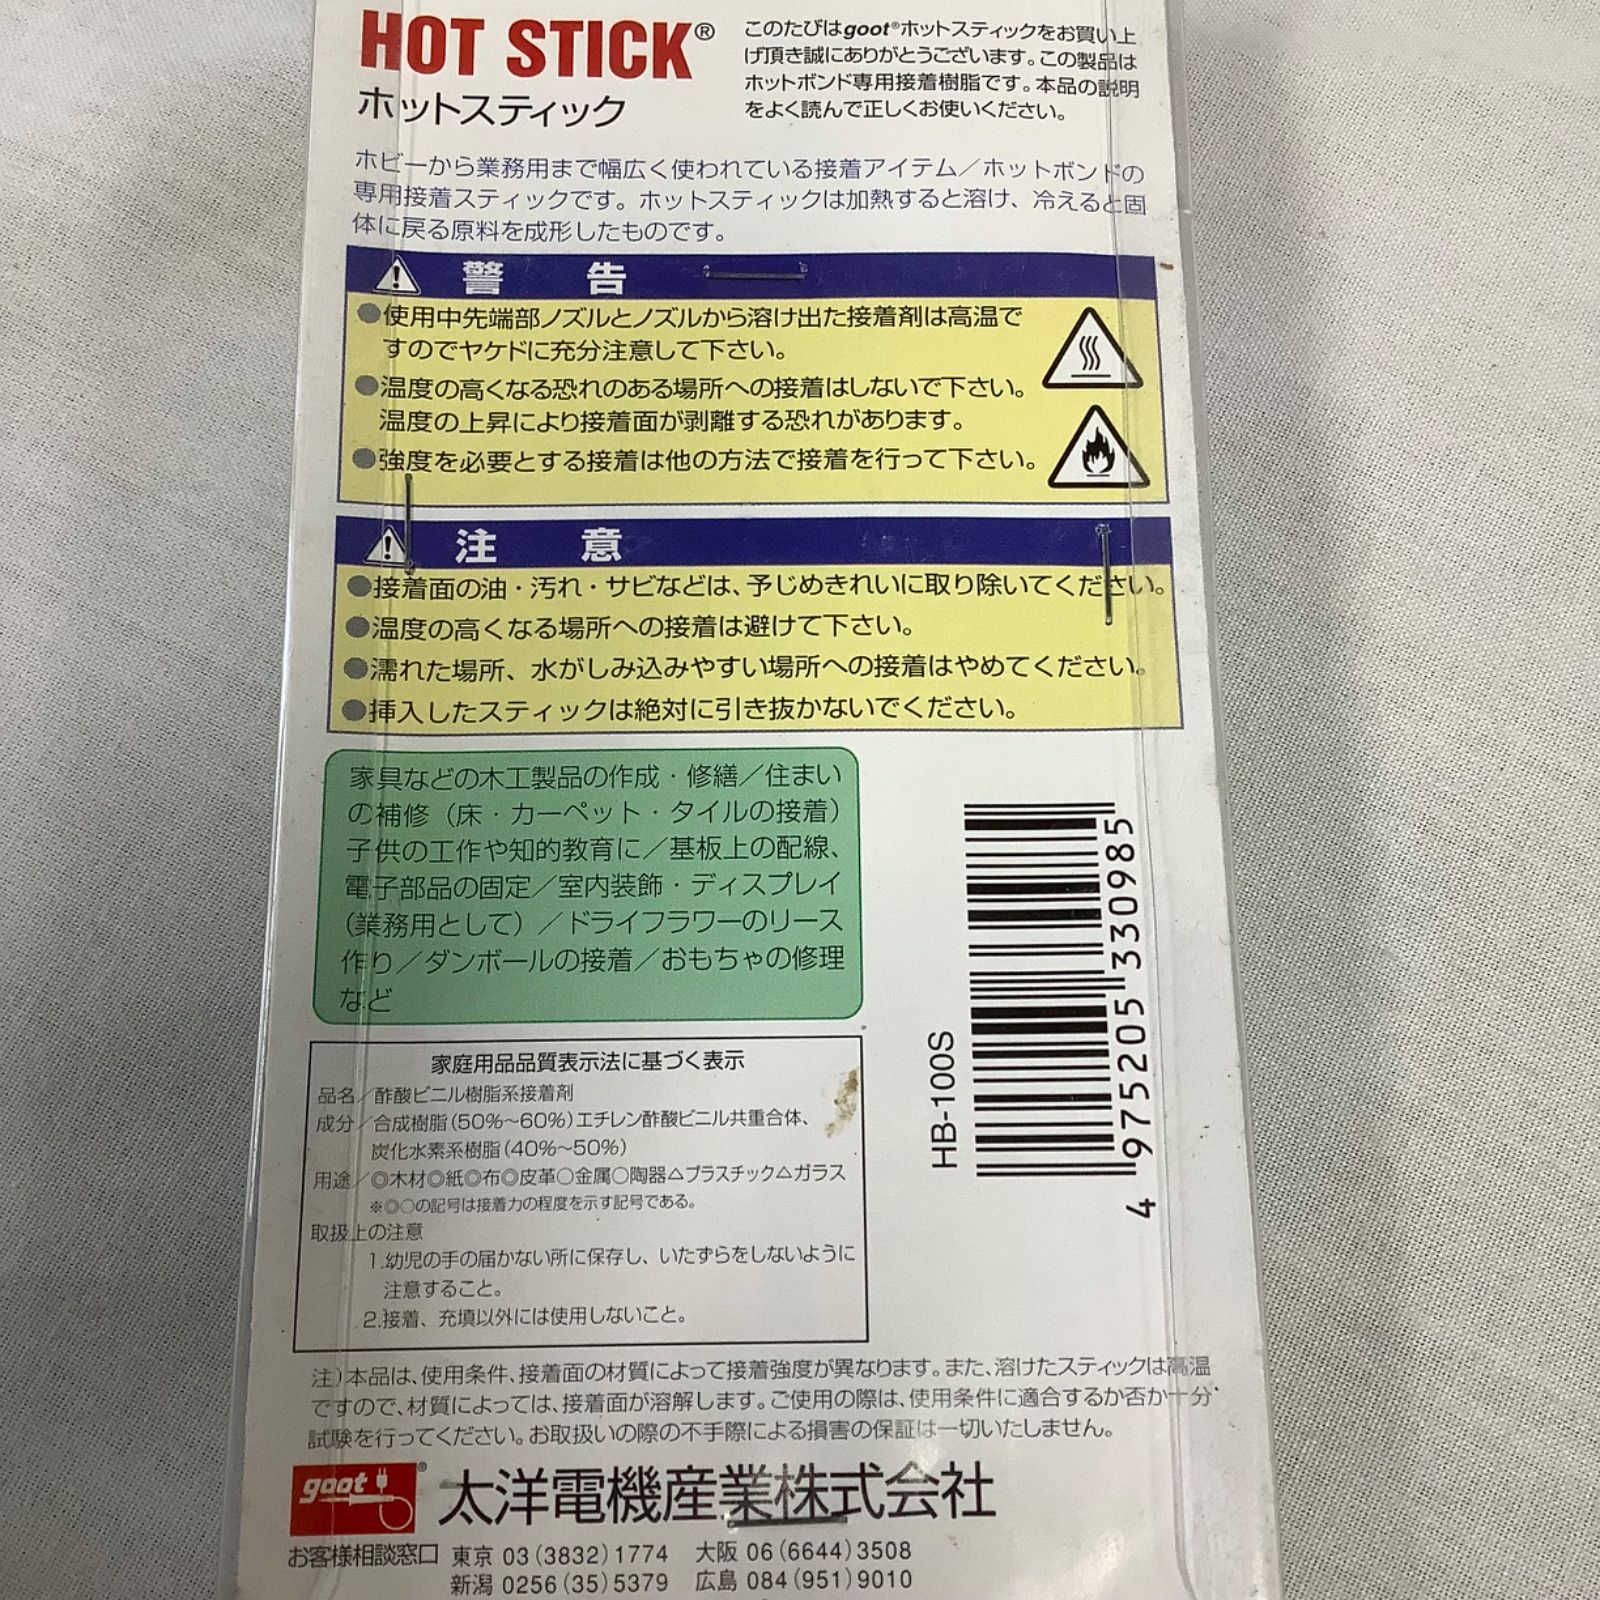 HOT STICK®
ホットスティック
このたびはgoot®ホットスティックをお買い上
げ頂き誠にありがとうございます。この製品は
ホットボンド専用接着樹脂です。本品の説明
をよく読んで正しくお使いください。
ホビーから業務用まで幅広く使われている接着アイテム／ホットボンドの
専用接着スティックです。ホットスティックは加熱すると溶け、冷えると固
体に戻る原料を成形したものです。
警告
●使用中先端部ノズルとノズルから溶け出た接着剤は高温で
すのでヤケドに充分注意して下さい。
●温度の高くなる恐れのある場所への接着はしないで下さい。
温度の上昇により接着面が剥離する恐れがあります。
●強度を必要とする接着は他の方法で接着を行って下さい。
注意
●接着面の油・汚れ・サビなどは、予じめきれいに取り除いてください。
●温度の高くなる場所への接着は避けて下さい。
●濡れた場所、水がしみ込みやすい場所への接着はやめてください。
●挿入したスティックは絶対に引き抜かないでください。
家具などの木工製品の作成・修繕／住まい
の補修（床・カーペット・タイルの接着）
子供の工作や知的教育に／基板上の配線、
電子部品の固定／室内装飾・ディスプレイ
（業務用として）／ドライフラワーのリース
作り／ダンボールの接着／おもちゃの修理
など
HB-100S
4 975205 330985
家庭用品品質表示法に基づく表示
品名／酢酸ビニル樹脂系接着剤
成分／合成樹脂（50%〜60%）エチレン酢酸ビニル共重合体、
炭化水素系樹脂（40%〜50%）
用途／◎木材◎紙◎布◎皮革○金属○陶器△プラスチック△ガラス
※◎○の記号は接着力の程度を示す記号である。
取扱上の注意
1.幼児の手の届かない所に保存し、いたずらをしないように
注意すること。
2.接着、充填以外には使用しないこと。
注）本品は、使用条件、接着面の材質によって接着強度が異なります。また、溶けたスティックは高温
ですので、材質によっては、接着面が溶解します。ご使用の際は、使用条件に適合するか否か十分
試験を行ってください。お取扱いの際の不手際による損害の保証は一切いたしません。
goot® 太洋電機産業株式会社
お客様相談窓口 東京 03（3832）1774 大阪 06（6644）3508
新潟 0256（35）5379 広島 084（951）9010